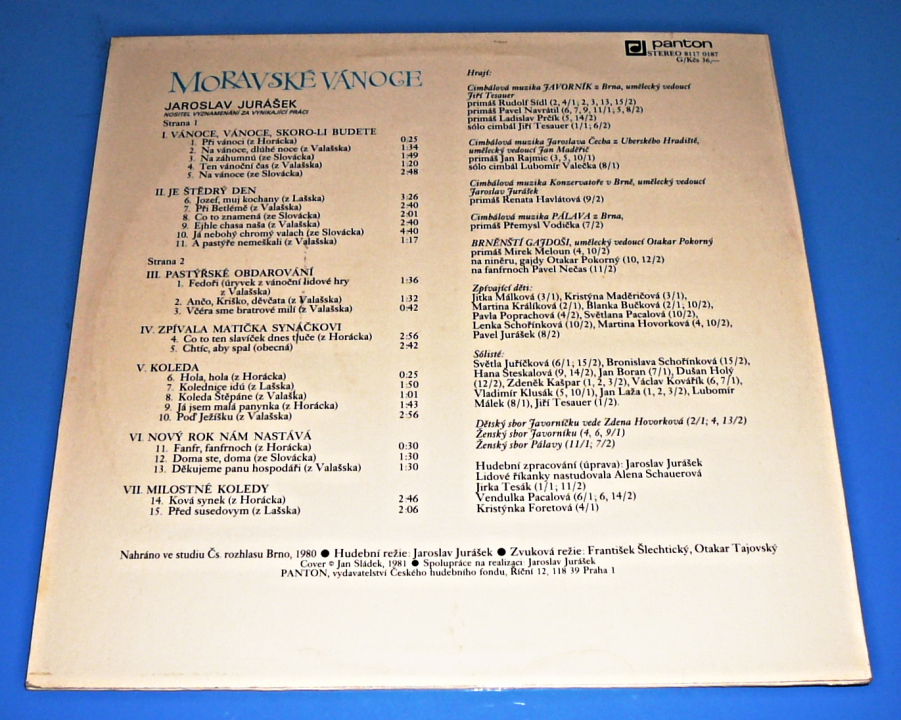 MORAVSKÉ VÁNOCE
JAROSLAV JURÁŠEK
NOSITEL VYZNAMENÁNÍ ZA VYNIKAJÍCÍ PRÁCI
Strana 1
I. VÁNOCE, VÁNOCE, SKORO-LI BUDETE
1. Při vánoci (z Horácka) 0:25
2. Na vánoce, dlúhé noce (z Valašska) 1:34
3. Na záhumnú (ze Slovácka) 1:49
4. Ten vánoční čas (z Valašska) 1:20
5. Na vánoce (ze Slovácka) 2:48
II. JE ŠTĚDRÝ DEN
6. Jozef, muj kochany (z Lašska) 3:26
7. Při Betlémě (z Valašska) 2:40
8. Co to znamená (ze Slovácka) 2:01
9. Ejhle chasa naša (z Valašska) 2:40
10. Já nebohý chromý valach (ze Slovácka) 4:40
11. A pastýře nemeškali (z Valašska) 1:17
Strana 2
III. PASTÝŘSKÉ OBDAROVÁNÍ
1. Fedoři (úryvek z vánoční lidové hry 1:36
z Valašska)
2. Ančo, Kriško, děvčata (z Valašska) 1:32
3. Včéra sme bratrové milí (z Valašska) 0:42
IV. ZPÍVALA MATIČKA SYNÁČKOVI
4. Co to ten slavíček dnes tluče (z Horácka) 2:56
5. Chtíc, aby spal (obecná) 2:42
V. KOLEDA
6. Hola, hola (z Horácka) 0:25
7. Kolednice idú (z Lašska) 1:50
8. Koleda Štěpáne (z Valašska) 1:01
9. Já jsem malá panynka (z Horácka) 1:43
10. Poď Ježíšku (z Valašska) 2:56
VI. NOVÝ ROK NÁM NASTÁVÁ
11. Fanfr, fanfrnoch (z Horácka) 0:30
12. Doma ste, doma (ze Slovácka) 1:30
13. Děkujeme panu hospodáři (z Valašska) 1:30
VII. MILOSTNÉ KOLEDY
14. Ková synek (z Horácka) 2:46
15. Před susedovym (z Lašska) 2:06
panton
STEREO 8117 0187
G/Kčs 36,—
Hrají:
Cimbálová muzika JAVORNÍK z Brna, umělecký vedoucí
Jiří Tesauer
primáš Rudolf Sídl (2, 4/1; 2, 3, 13, 15/2)
primáš Pavel Navrátil (6, 7, 9, 11/1; 5, 8/2)
primáš Ladislav Prčík (5, 14/2)
sólo cimbál Jiří Tesauer (1/1; 6/2)
Cimbálová muzika Jaroslava Čecha z Uherského Hradiště,
umělecký vedoucí Jan Maděrič
primáš Jan Rajmic (3, 5, 10/1)
sólo cimbál Lubomír Valečka (8/1)
Cimbálová muzika Konzervatoře v Brně, umělecký vedoucí
Jaroslav Jurášek
primáš Renata Havlátová (9/2)
Cimbálová muzika PÁLAVA z Brna,
primáš Přemysl Vodička (7/2)
BRNĚNŠTÍ GAJDOŠI, umělecký vedoucí Otakar Pokorný
primáš Mirek Meloun (4, 10/2)
na niněru, gajdy Otakar Pokorný (10, 12/2)
na fanfrnoch Pavel Nečas (11/2)
Zpívající děti:
Jitka Málková (3/1), Kristýna Maděričová (3/1),
Martina Králíková (2/1), Blanka Bučková (2/1; 10/2),
Pavla Poprachová (4/2), Světlana Pacalová (10/2),
Lenka Schořínková (10/2), Martina Hovorková (4, 10/2),
Pavel Jurášek (8/2)
Sólisté:
Světla Juříčková (6/1; 15/2), Bronislava Schořínková (15/2),
Hana Šteskalová (9, 14/2), Jan Boran (7/1), Dušan Holý
(12/2), Zdeněk Kašpar (1, 2, 3/2), Václav Kovářík (6, 7/1),
Vladimír Klusák (5, 10/1), Jan Laža (1, 2, 3/2), Lubomír
Málek (8/1), Jiří Tesauer (1/2).
Dětský sbor Javorníčku vede Zdena Hovorková (2/1; 4, 13/2)
Ženský sbor Javorníku (4, 6, 9/1)
Ženský sbor Pálavy (11/1; 7/2)
Hudební zpracování (úprava): Jaroslav Jurášek
Lidové říkanky nastudovala Alena Schauerová
Jirka Tesák (1/1; 11/2)
Vendulka Pacalová (6/1; 6, 14/2)
Kristýnka Foretová (4/1)
Nahráno ve studiu Čs. rozhlasu Brno, 1980 ● Hudební režie: Jaroslav Jurášek ● Zvuková režie: František Šlechtický, Otakar Tajovský
Cover © Jan Sládek, 1981 ● Spolupráce na realizaci Jaroslav Jurášek
PANTON, vydavatelství Českého hudebního fondu, Říční 12, 118 39 Praha 1